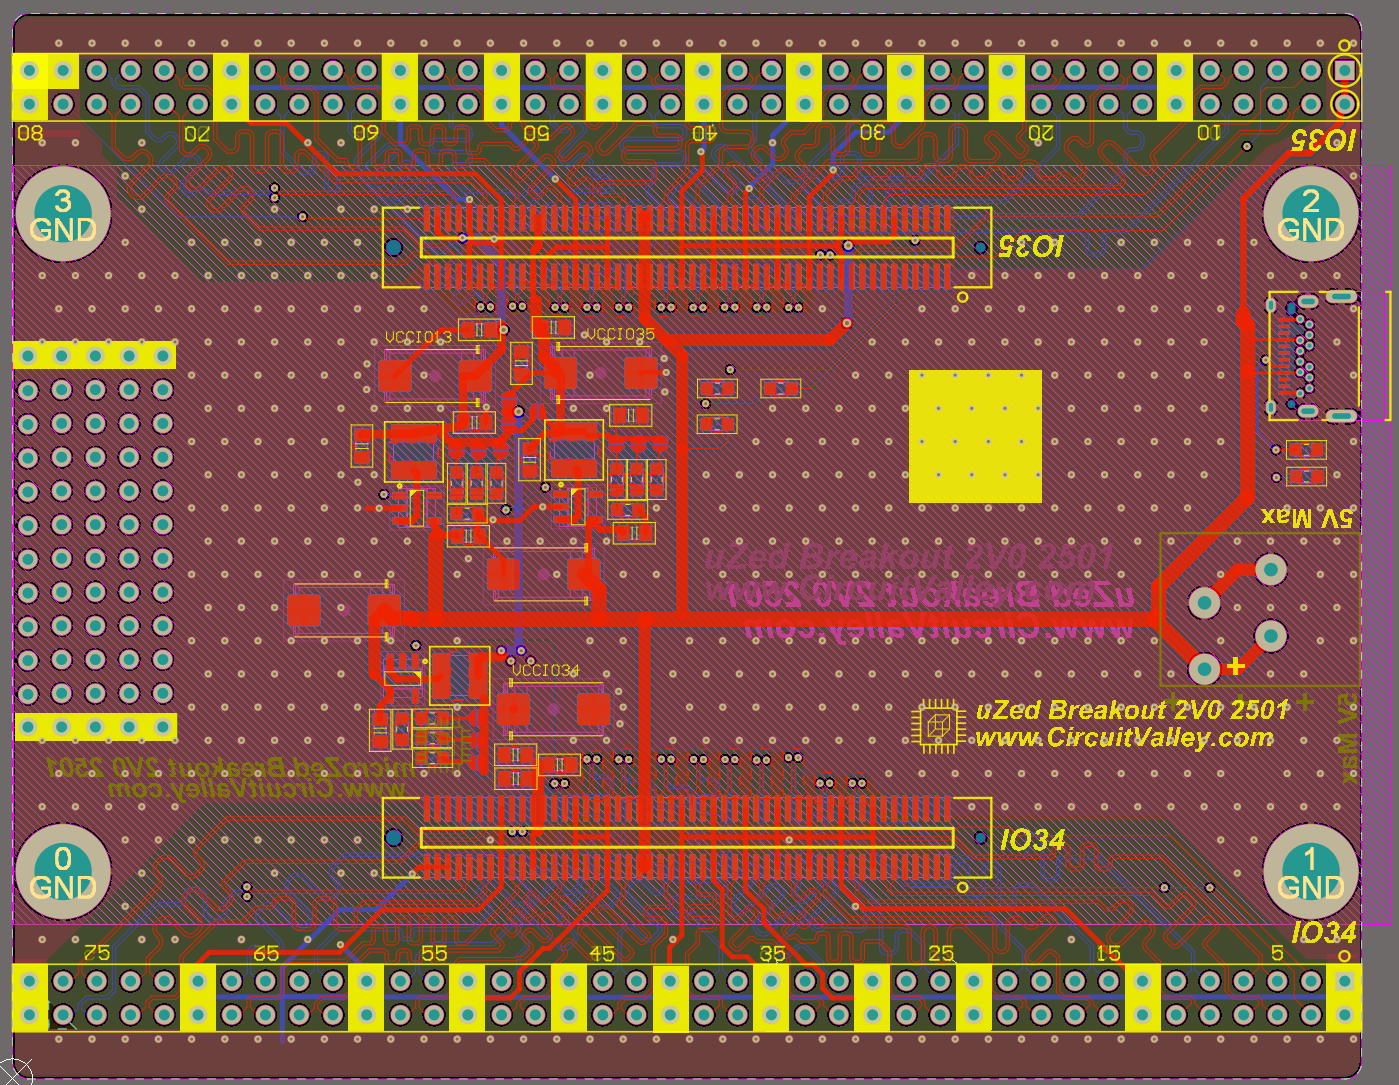 80 70 60 50 40 30 20 10
IO35
3
GND
2
GND
IO35
VCCIO13
VCCIO35
5V Max
uZed Breakout 2V0 2501
uZed Breakout 2V0 2501
www.CircuitValley.com
+
VCCIO34
uZed Breakout 2V0 2501
www.CircuitValley.com
+ + +
5V Max
microZed Breakout 2V0 2501
www.CircuitValley.com
IO34
0
GND
1
GND
IO34
75 65 55 45 35 25 15 5